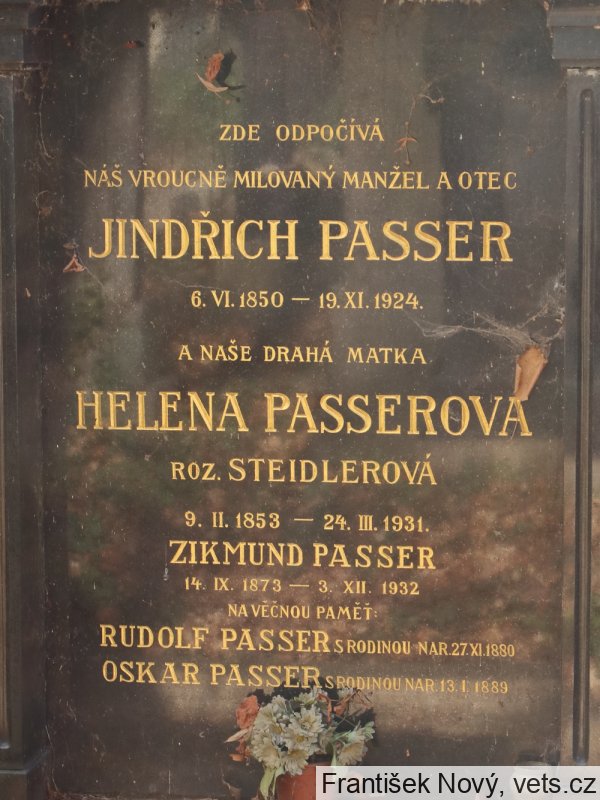 ZDE ODPOČÍVÁ
NÁŠ VROUCNĚ MILOVANÝ MANŽEL A OTEC
JINDŘICH PASSER
6. VI. 1850 — 19. XI. 1924.
A NAŠE DRAHÁ MATKA
HELENA PASSEROVÁ
ROZ. STEIDLEROVÁ
9. II. 1853 — 24. III. 1931.
ZIKMUND PASSER
14. IX. 1873 — 3. XII. 1932
NA VĚČNOU PAMĚŤ:
RUDOLF PASSER S RODINOU NAR. 27. XI. 1880
OSKAR PASSER S RODINOU NAR. 13. I. 1889
František Nový, vets.cz